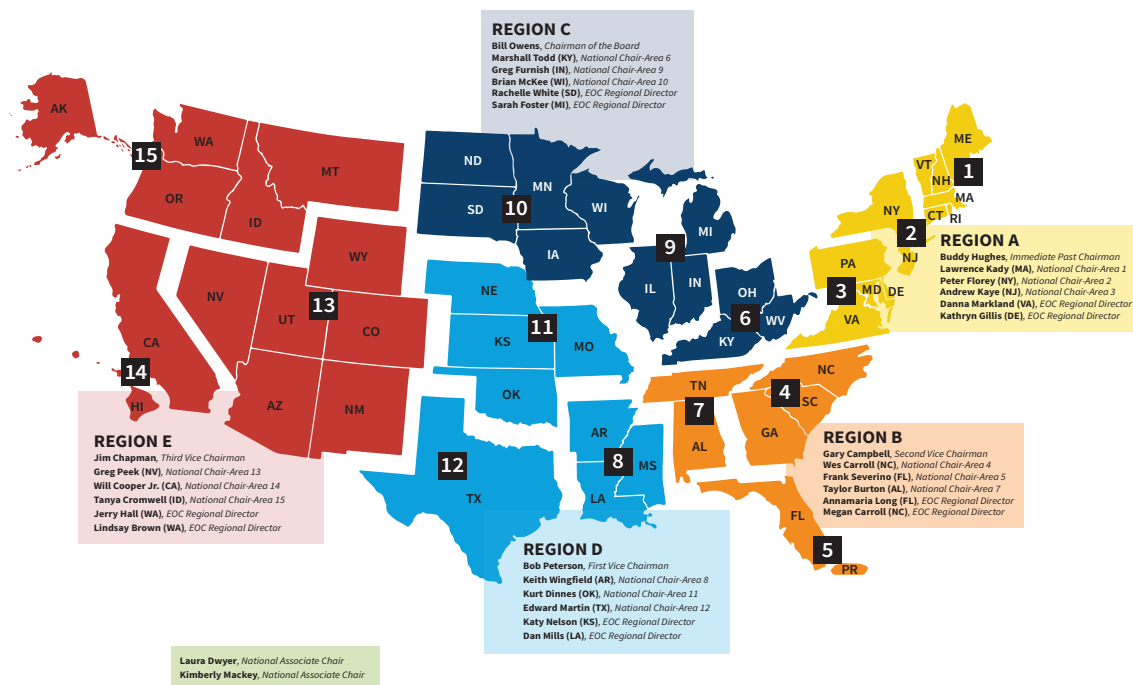 REGION C
Bill Owens, Chairman of the Board
Marshall Todd (KY), National Chair-Area 6
Greg Furnish (IN), National Chair-Area 9
Brian McKee (WI), National Chair-Area 10
Rachelle White (SD), EOC Regional Director
Sarah Foster (MI), EOC Regional Director
AK
15
WA
OR
ID
MT
WY
NV
UT
13
CO
CA
14
HI
AZ
NM
ND
SD
MN
10
WI
IA
MI
9
IL
IN
OH
6
WV
KY
NE
KS
11
MO
OK
12
TX
AR
8
MS
LA
TN
7
AL
NC
4
SC
GA
FL
5
PR
ME
VT
NH
1
MA
NY
CT
RI
2
NJ
PA
3
MD
DE
VA
REGION A
Buddy Hughes, Immediate Past Chairman
Lawrence Kady (MA), National Chair-Area 1
Peter Florey (NY), National Chair-Area 2
Andrew Kaye (NJ), National Chair-Area 3
Danna Markland (VA), EOC Regional Director
Kathryn Gillis (DE), EOC Regional Director
REGION E
Jim Chapman, Third Vice Chairman
Greg Peek (NV), National Chair-Area 13
Will Cooper Jr. (CA), National Chair-Area 14
Tanya Cromwell (ID), National Chair-Area 15
Jerry Hall (WA), EOC Regional Director
Lindsay Brown (WA), EOC Regional Director
REGION B
Gary Campbell, Second Vice Chairman
Wes Carroll (NC), National Chair-Area 4
Frank Severino (FL), National Chair-Area 5
Taylor Burton (AL), National Chair-Area 7
Annamaria Long (FL), EOC Regional Director
Megan Carroll (NC), EOC Regional Director
REGION D
Bob Peterson, First Vice Chairman
Keith Wingfield (AR), National Chair-Area 8
Kurt Dinnes (OK), National Chair-Area 11
Edward Martin (TX), National Chair-Area 12
Katy Nelson (KS), EOC Regional Director
Dan Mills (LA), EOC Regional Director
Laura Dwyer, National Associate Chair
Kimberly Mackey, National Associate Chair